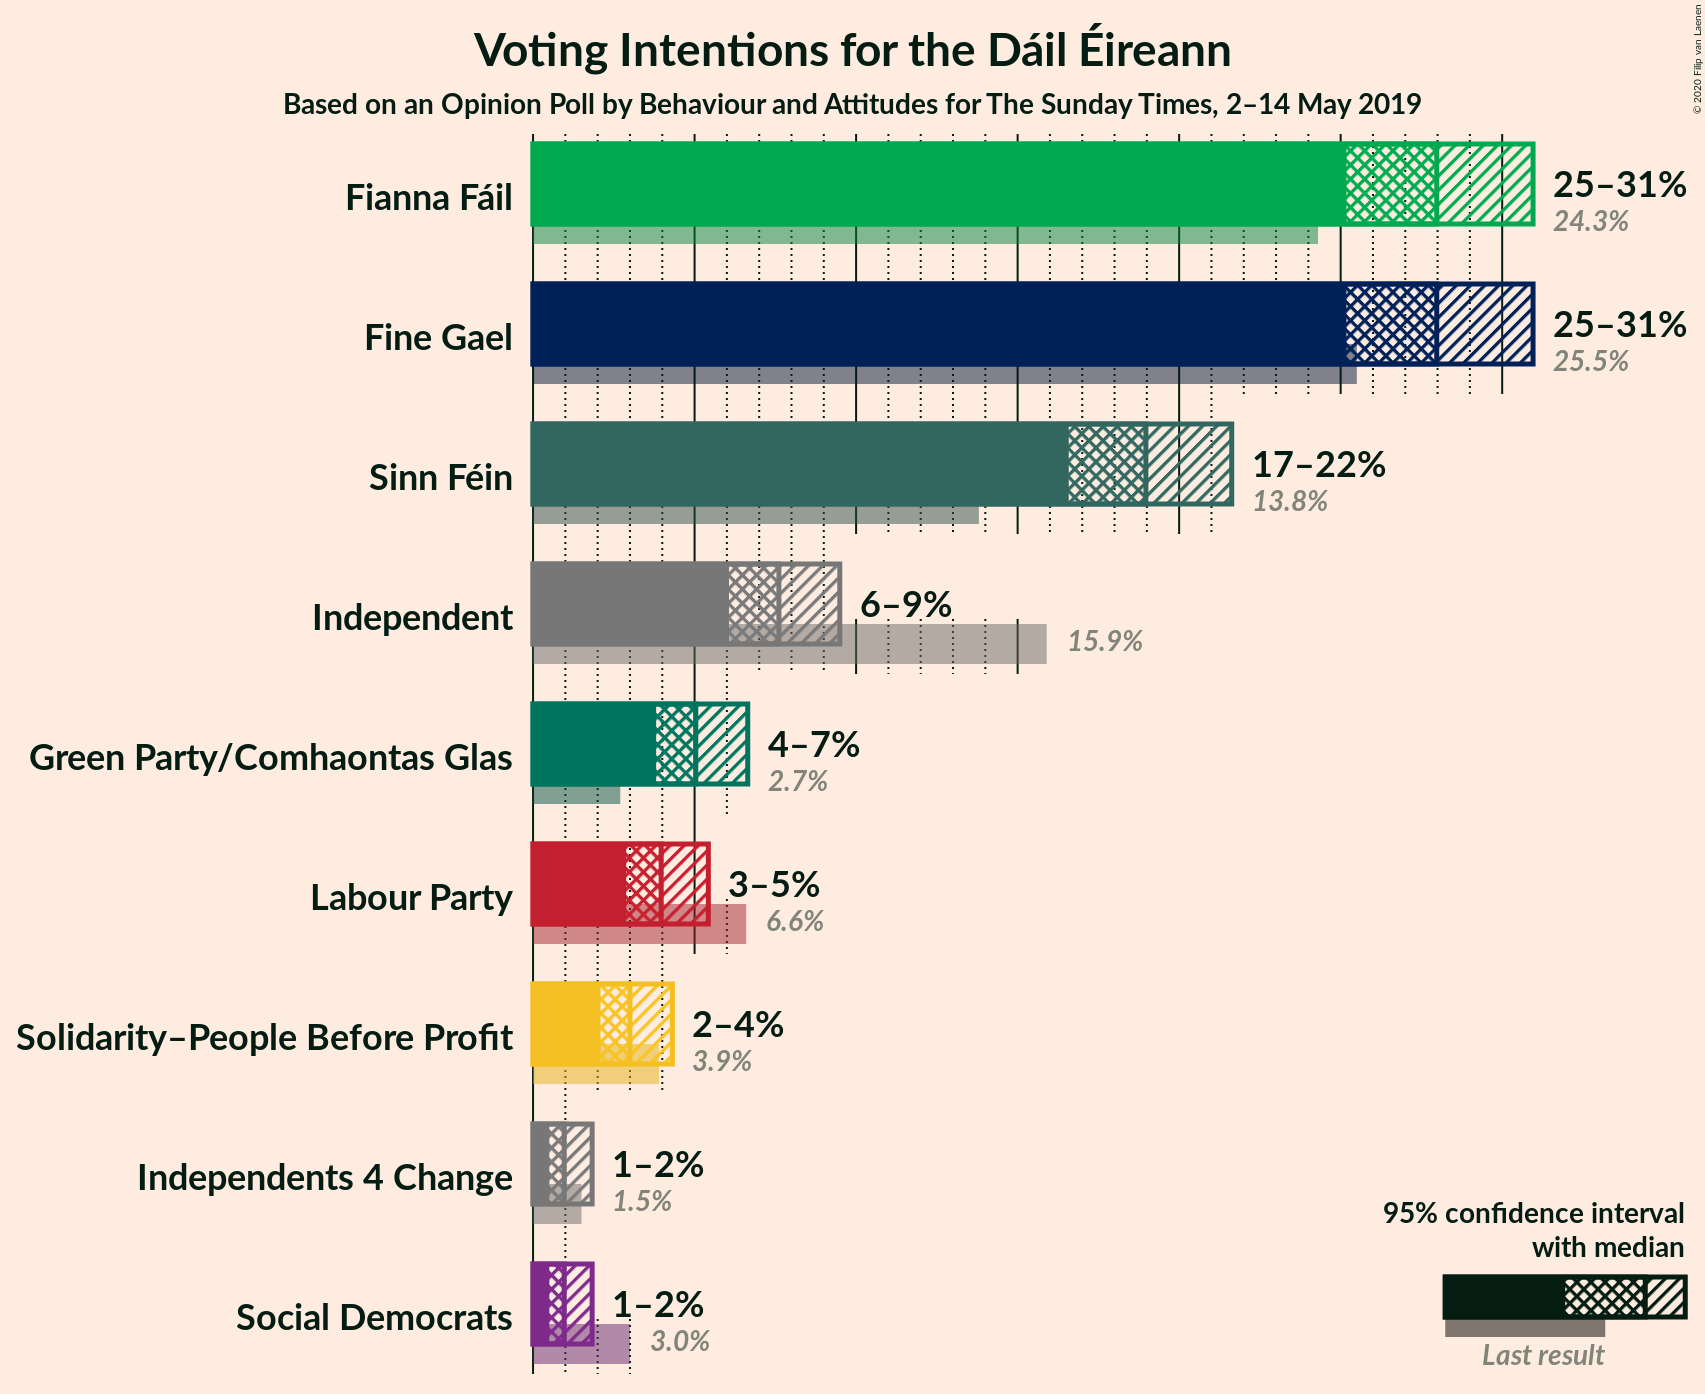 Voting Intentions for the Dáil Éireann
Based on an Opinion Poll by Behaviour and Attitudes for The Sunday Times, 2–14 May 2019
© 2020 Filip van Laenen
Fianna Fáil
25–31%
24.3%
Fine Gael
25–31%
25.5%
Sinn Féin
17–22%
13.8%
Independent
6–9%
15.9%
Green Party/Comhaontas Glas
4–7%
2.7%
Labour Party
3–5%
6.6%
Solidarity–People Before Profit
2–4%
3.9%
Independents 4 Change
1–2%
1.5%
Social Democrats
1–2%
3.0%
95% confidence interval
with median
Last result